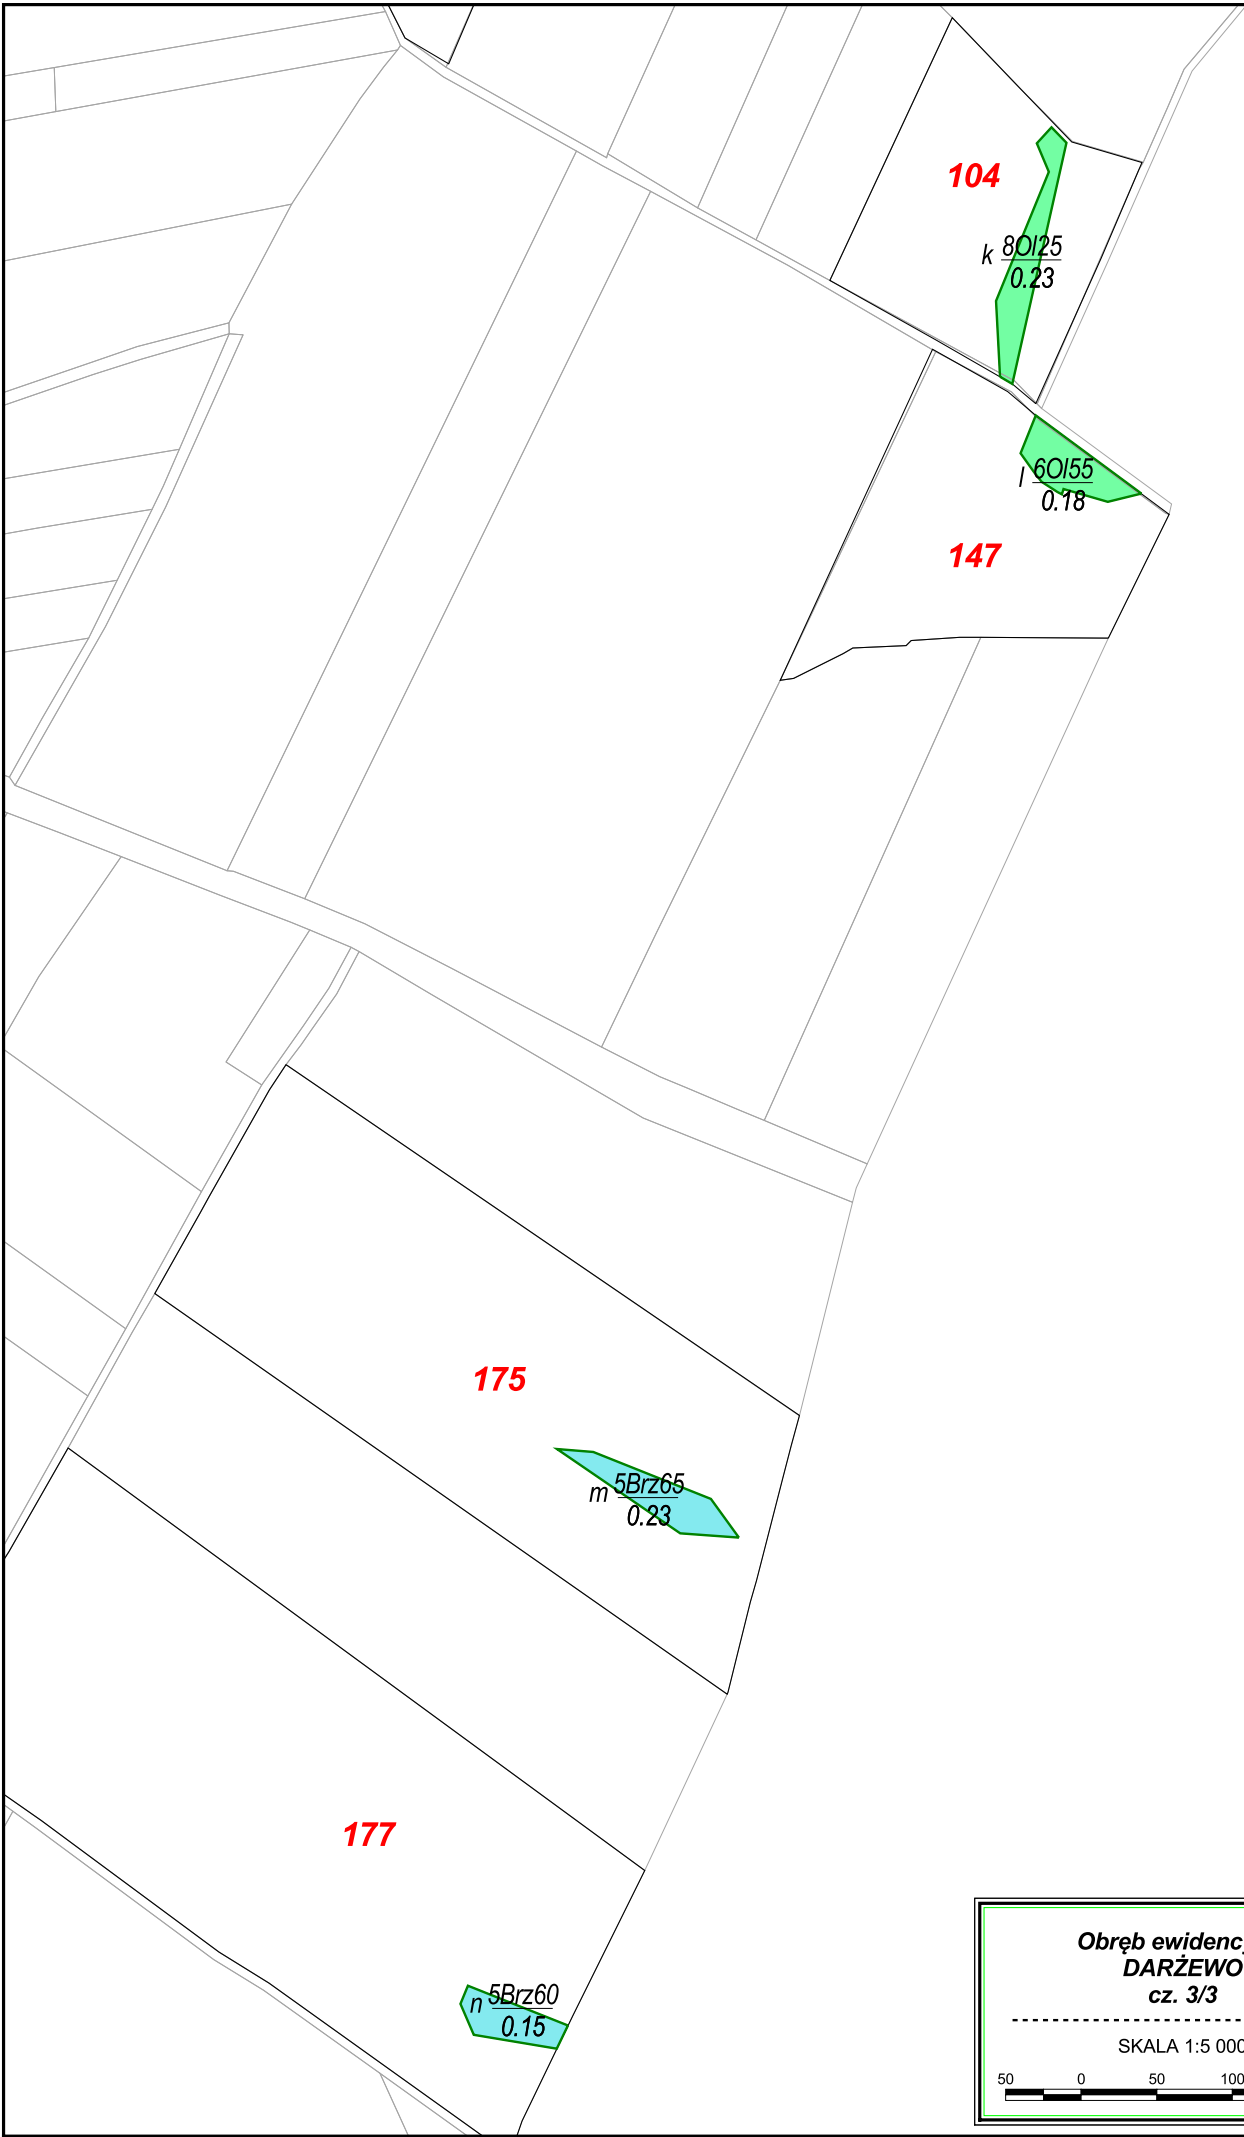 104
k 8Ol25
0.23
l 6Ol55
0.18
147
175
m 5Brz65
0.23
177
n 5Brz60
0.15
Obręb ewidenc
DARŻEWO
cz. 3/3
SKALA 1:5 000
50 0 50 100